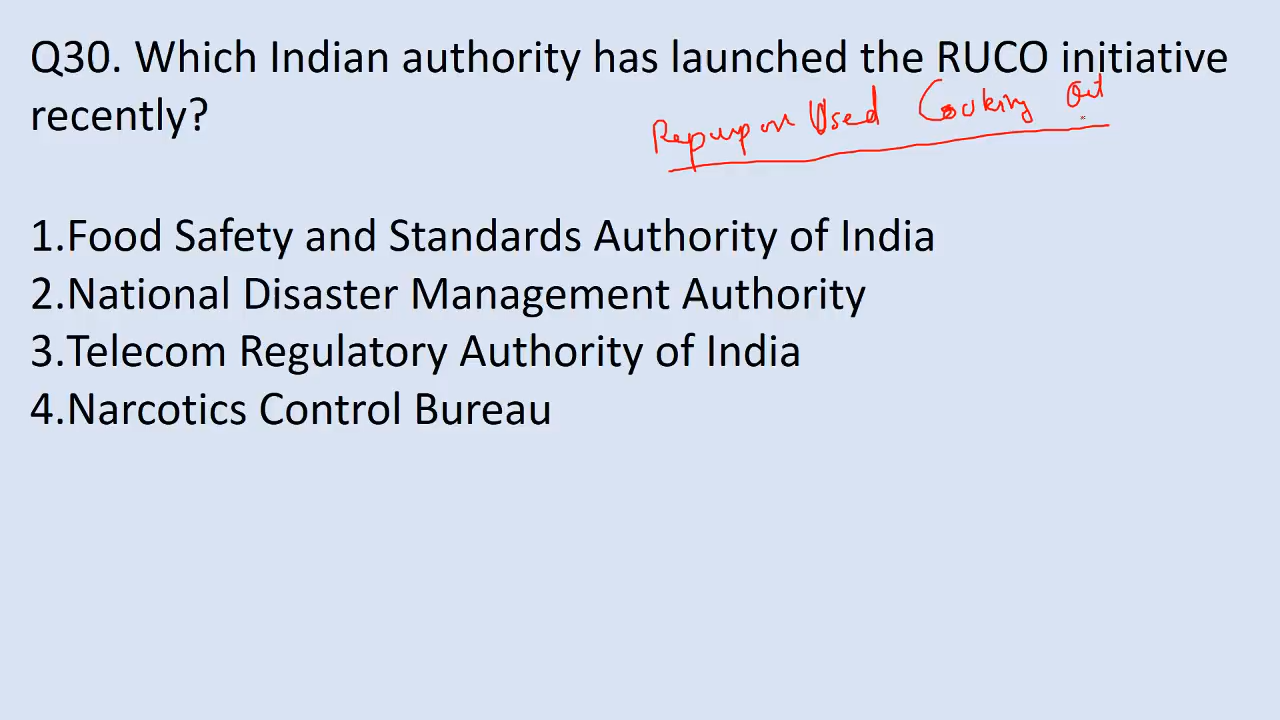 Q30. Which Indian authority has launched the RUCO initiative
recently?
Repurpon Used Cooking Oil
1.Food Safety and Standards Authority of India
2.National Disaster Management Authority
3.Telecom Regulatory Authority of India
4.Narcotics Control Bureau